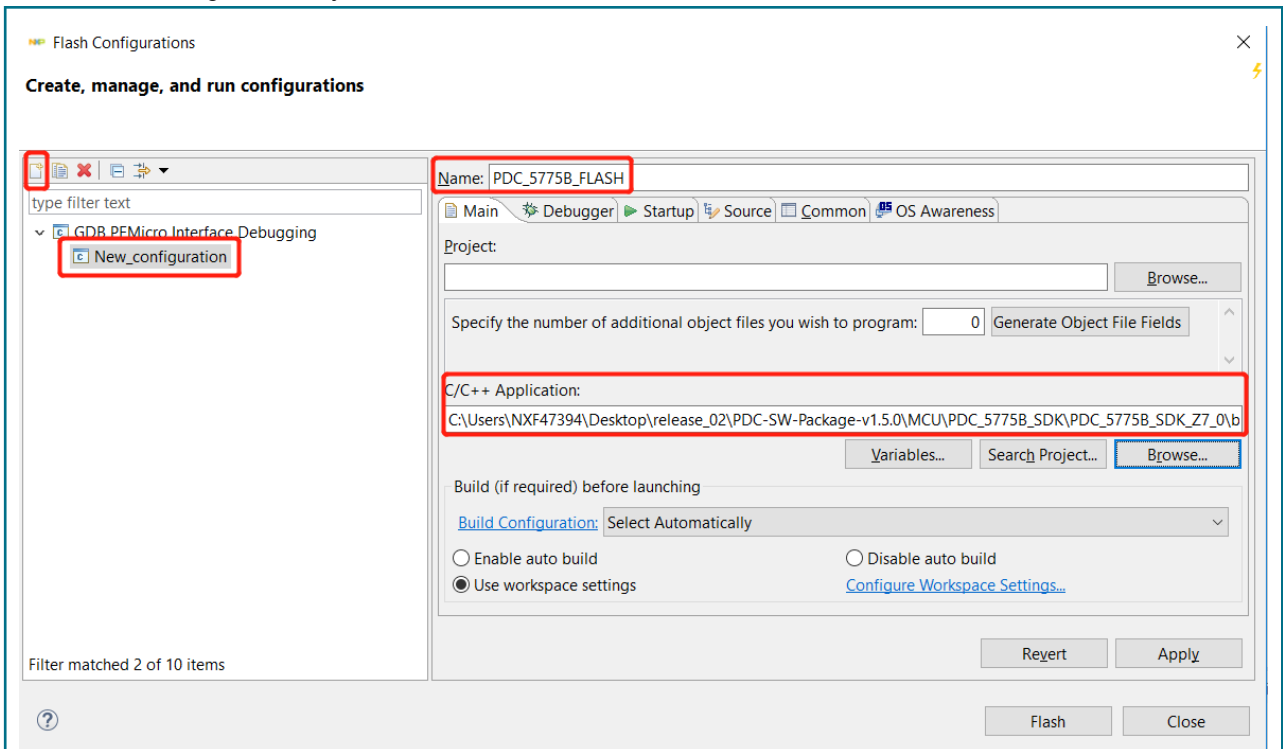 Flash Configurations
Create, manage, and run configurations
type filter text
GDB PEMicro Interface Debugging
New_configuration
Filter matched 2 of 10 items
Name: PDC_5775B_FLASH
Main Debugger Startup Source Common OS Awareness
Project:
Browse...
Specify the number of additional object files you wish to program: 0 Generate Object File Fields
C/C++ Application:
C:\Users\NXF47394\Desktop\release_02\PDC-SW-Package-v1.5.0\MCU\PDC_5775B_SDK\PDC_5775B_SDK_Z7_0\b
Variables... Search Project... Browse...
Build (if required) before launching
Build Configuration: Select Automatically
Enable auto build Disable auto build
Use workspace settings Configure Workspace Settings...
Revert Apply
Flash Close